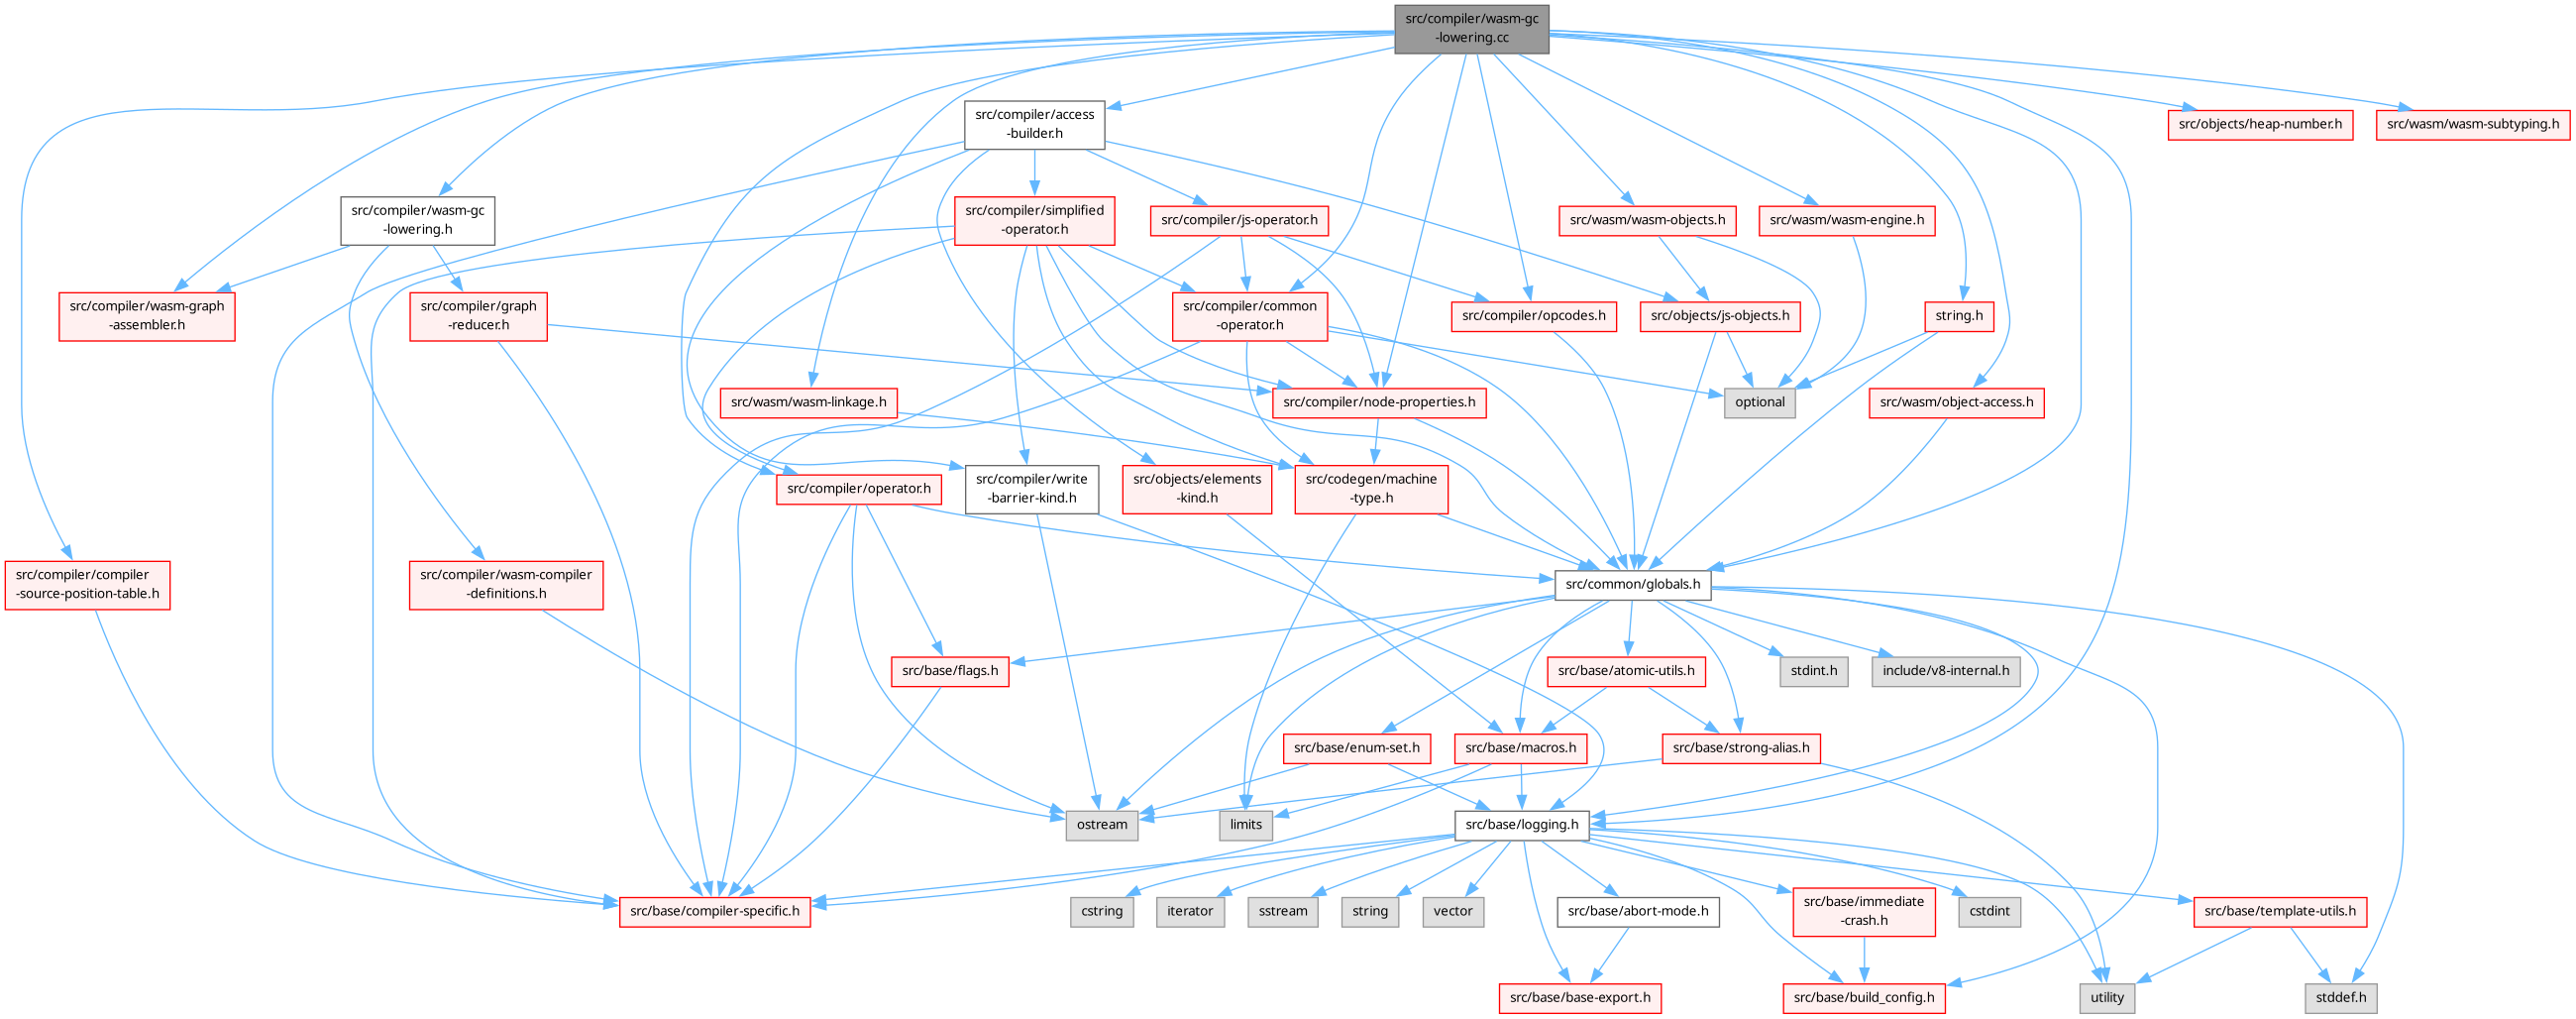 src/compiler/wasm-gc
-lowering.cc
src/compiler/access
-builder.h
src/objects/heap-number.h
src/wasm/wasm-subtyping.h
src/compiler/wasm-gc
-lowering.h
src/compiler/simplified
-operator.h
src/compiler/js-operator.h
src/wasm/wasm-objects.h
src/wasm/wasm-engine.h
src/compiler/wasm-graph
-assembler.h
src/compiler/graph
-reducer.h
src/compiler/common
-operator.h
src/compiler/opcodes.h
src/objects/js-objects.h
string.h
src/wasm/wasm-linkage.h
src/compiler/node-properties.h
optional
src/wasm/object-access.h
src/compiler/operator.h
src/compiler/write
-barrier-kind.h
src/objects/elements
-kind.h
src/codegen/machine
-type.h
src/compiler/compiler
-source-position-table.h
src/compiler/wasm-compiler
-definitions.h
src/common/globals.h
src/base/flags.h
src/base/atomic-utils.h
stdint.h
include/v8-internal.h
src/base/enum-set.h
src/base/macros.h
src/base/strong-alias.h
ostream
limits
src/base/logging.h
src/base/compiler-specific.h
cstring
iterator
sstream
string
vector
src/base/abort-mode.h
src/base/immediate
-crash.h
cstdint
src/base/template-utils.h
src/base/base-export.h
src/base/build_config.h
utility
stddef.h